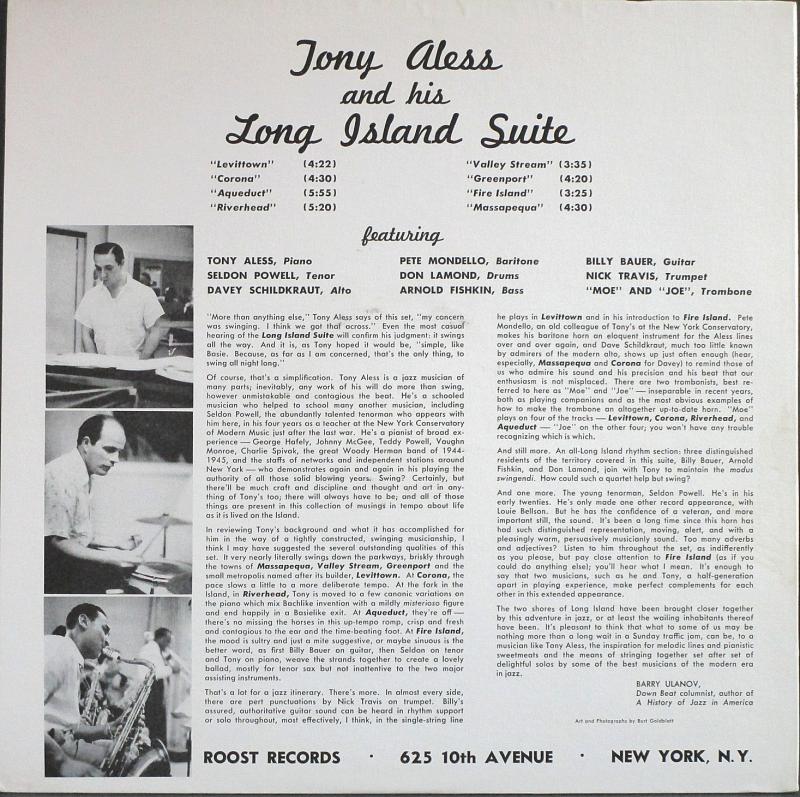 Tony Aless
and his
Long Island Suite
"Levittown" (4:22)
"Corona" (4:30)
"Aqueduct" (5:55)
"Riverhead" (5:20)
"Valley Stream" (3:35)
"Greenport" (4:20)
"Fire Island" (3:25)
"Massapequa" (4:30)
featuring
TONY ALESS, Piano
SELDON POWELL, Tenor
DAVEY SCHILDKRAUT, Alto
PETE MONDELLO, Baritone
DON LAMOND, Drums
ARNOLD FISHKIN, Bass
BILLY BAUER, Guitar
NICK TRAVIS, Trumpet
"MOE" AND "JOE", Trombone
"More than anything else," Tony Aless says of this set, "my concern
was swinging. I think we got that across." Even the most casual
hearing of the Long Island Suite will confirm his judgment: it swings
all the way. And it is, as Tony hoped it would be, "simple, like
Basie. Because, as far as I am concerned, that's the only thing, to
swing all night long."
Of course, that's a simplification. Tony Aless is a jazz musician of
many parts; inevitably, any work of his will do more than swing,
however unmistakable and contagious the beat. He's a schooled
musician who helped to school many another musician, including
Seldon Powell, the abundantly talented tenorman who appears with
him here, in his four years as a teacher at the New York Conservatory
of Modern Music just after the last war. He's a pianist of broad ex-
perience — George Hafely, Johnny McGee, Teddy Powell, Vaughn
Monroe, Charlie Spivak, the great Woody Herman band of 1944-
1945, and the staffs of networks and independent stations around
New York — who demonstrates again and again in his playing the
authority of all those solid blowing years. Swing? Certainly, but
there'll be much craft and discipline and thought and art in any-
thing of Tony's too; there will always have to be; and all of those
things are present in this collection of musings in tempo about life
as it is lived on the Island.
In reviewing Tony's background and what it has accomplished for
him in the way of a tightly constructed, swinging musicianship, I
think I may have suggested the several outstanding qualities of this
set. It very nearly literally swings down the parkways, briskly through
the towns of Massapequa, Valley Stream, Greenport and the
small metropolis named after its builder, Levittown. At Corona, the
pace slows a little to a more deliberate tempo. At the fork in the
Island, in Riverhead, Tony is moved to a few canonic variations on
the piano which mix Bachlike invention with a mildly misterioso figure
and end happily in a Basielike exit. At Aqueduct, they're off —
there's no missing the horses in this up-tempo romp, crisp and fresh
and contagious to the ear and the time-beating foot. At Fire Island,
the mood is sultry and just a mite suggestive, or maybe sinuous is the
better word, as first Billy Bauer on guitar, then Seldon on tenor
and Tony on piano, weave the strands together to create a lovely
ballad, mostly for tenor sax but not inattentive to the two major
assisting instruments.
That's a lot for a jazz itinerary. There's more. In almost every side,
there are pert punctuations by Nick Travis on trumpet. Billy's
assured, authoritative guitar sound can be heard in rhythm support
or solo throughout, most effectively, I think, in the single-string line
he plays in Levittown and in his introduction to Fire Island. Pete
Mondello, an old colleague of Tony's at the New York Conservatory,
makes his baritone horn an eloquent instrument for the Aless lines
over and over again, and Dave Schildkraut, much too little known
by admirers of the modern alto, shows up just often enough (hear,
especially, Massapequa and Corona for Davey) to remind those of
us who admire his sound and his precision and his beat that our
enthusiasm is not misplaced. There are two trombonists, best re-
ferred to here as "Moe" and "Joe" — inseparable in recent years,
both as playing companions and as the most obvious examples of
how to make the trombone an altogether up-to-date horn. "Moe"
plays on four of the tracks — Levittown, Corona, Riverhead, and
Aqueduct — "Joe" on the other four; you won't have any trouble
recognizing which is which.
And still more. An all-Long Island rhythm section: three distinguished
residents of the territory covered in this suite, Billy Bauer, Arnold
Fishkin, and Don Lamond, join with Tony to maintain the modus
swingendi. How could such a quartet help but swing?
And one more. The young tenorman, Seldon Powell. He's in his
early twenties. He's only made one other record appearance, with
Louie Bellson. But he has the confidence of a veteran, and more
important still, the sound. It's been a long time since this horn has
had such distinguished representation, moving, alert, and with a
pleasingly warm, persuasively musicianly sound. Too many adverbs
and adjectives? Listen to him throughout the set, as indifferently
as you please, but pay close attention to Fire Island (as if you
could do anything else); you'll hear what I mean. It's enough to
say that two musicians, such as he and Tony, a half-generation
apart in playing experience, make perfect complements for each
other in this extended appearance.
The two shores of Long Island have been brought closer together
by this adventure in jazz, or at least the wailing inhabitants thereof
have been. It's pleasant to think that what to some of us may be
nothing more than a long wait in a Sunday traffic jam, can be, to a
musician like Tony Aless, the inspiration for melodic lines and pianistic
sweetmeats and the means of stringing together set after set of
delightful solos by some of the best musicians of the modern era
in jazz.
BARRY ULANOV,
Down Beat columnist, author of
A History of Jazz in America
Art and Photographs by Burt Goldblatt
ROOST RECORDS · 625 10th AVENUE · NEW YORK, N.Y.